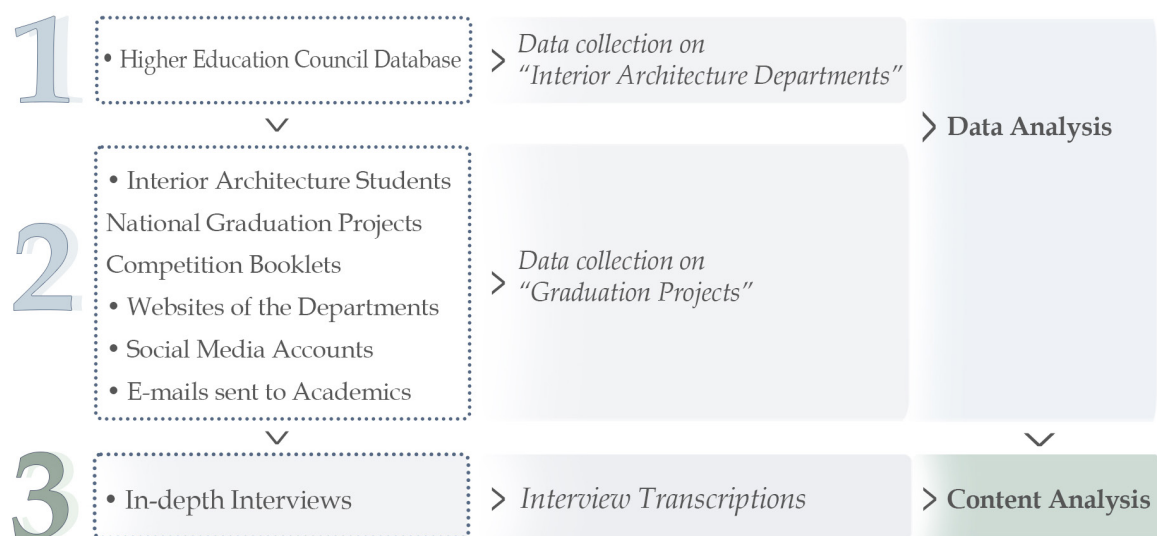 1
• Higher Education Council Database
Data collection on
“Interior Architecture Departments”
Data Analysis
2
• Interior Architecture Students
National Graduation Projects
Competition Booklets
• Websites of the Departments
• Social Media Accounts
• E-mails sent to Academics
Data collection on
“Graduation Projects”
3
• In-depth Interviews
Interview Transcriptions
Content Analysis